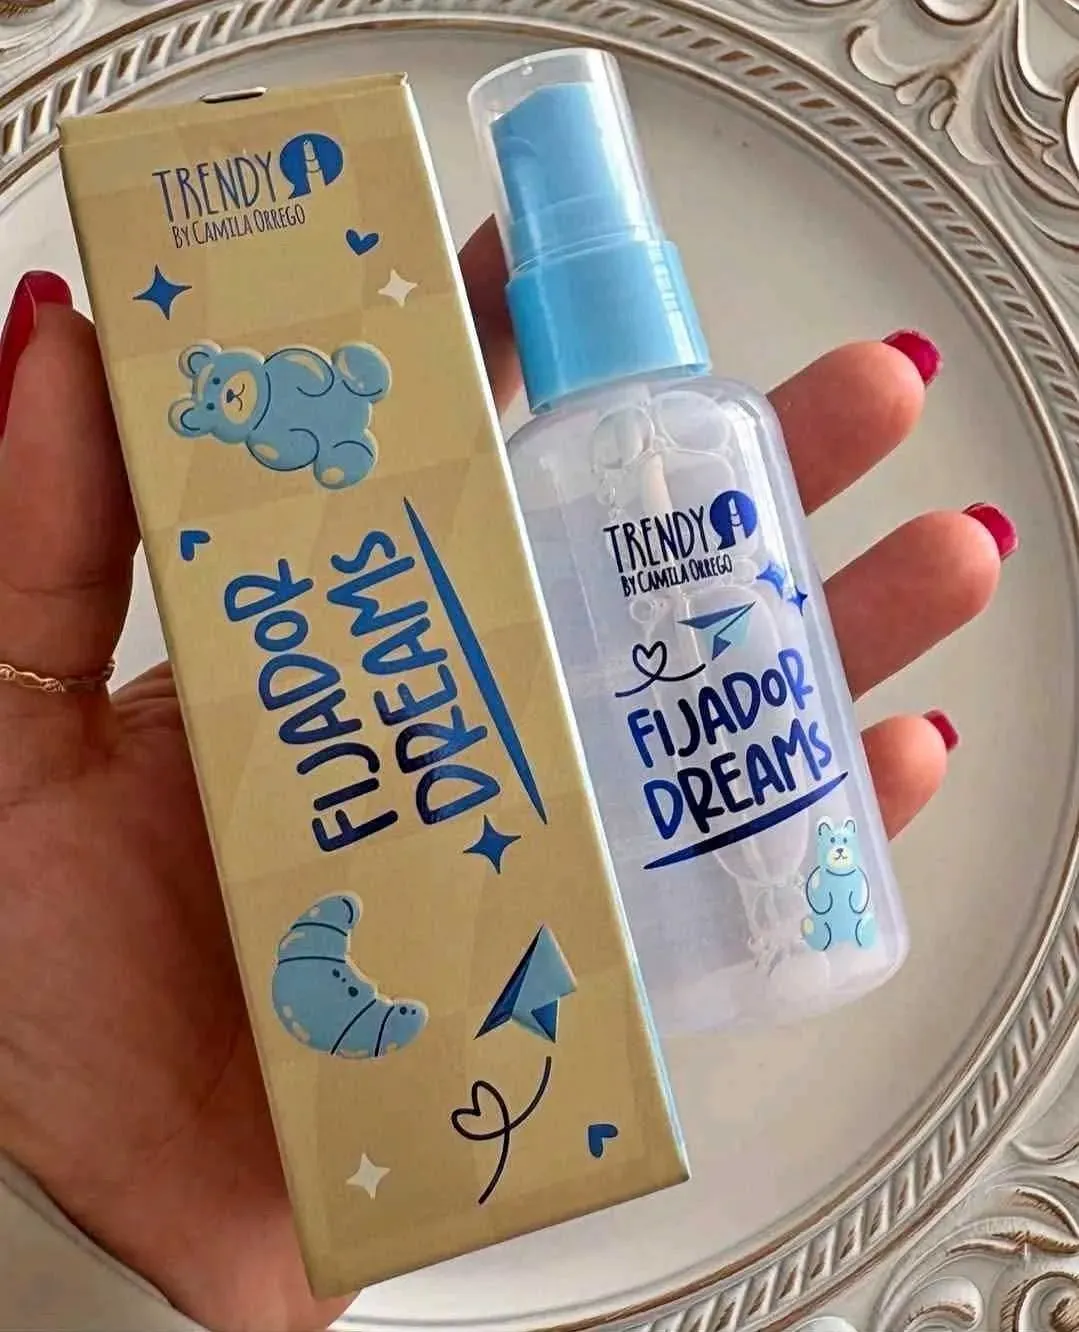 TRENDY
BY CAMILA ORREGO
FIJADOR
DREAMS
TRENDY
BY CAMILA ORREGO
FIJADOR
DREAMS